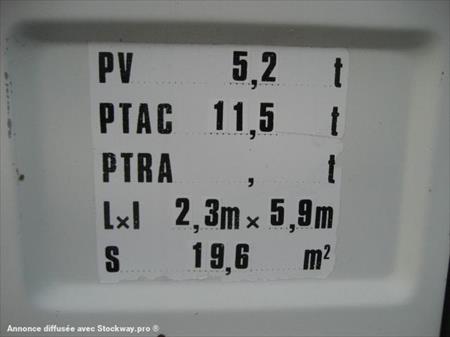 PV 5,2 t
PTAC 11,5 t
PTRA , t
L×l 2,3m × 5,9m
S 19,6 m²
Annonce diffusée avec Stockway.pro ®